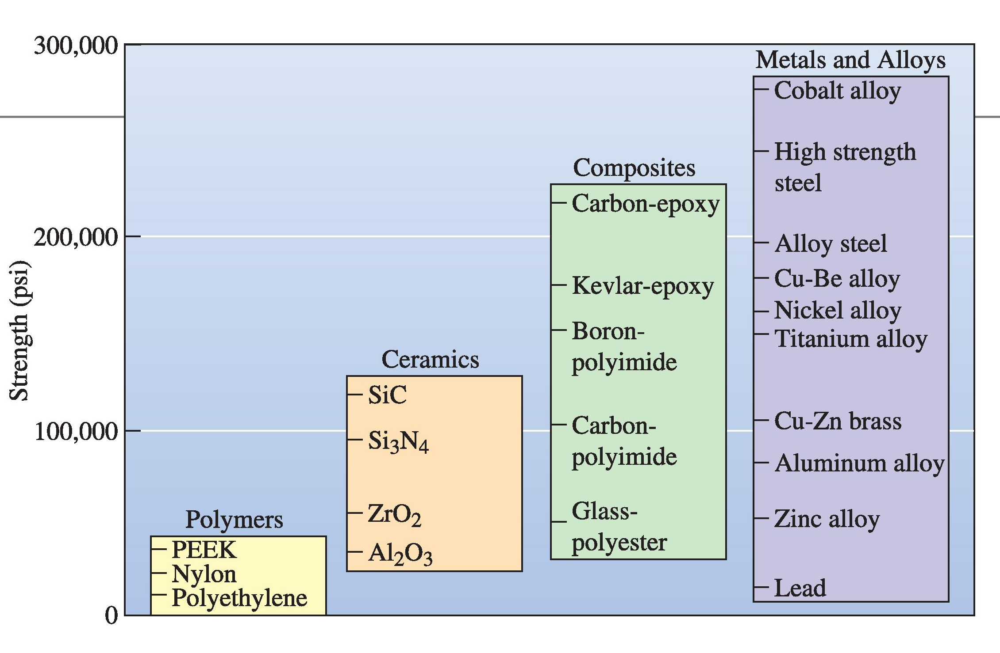 300,000
200,000
100,000
0
Strength (psi)
Polymers
PEEK
Nylon
Polyethylene
Ceramics
SiC
Si₃N₄
ZrO₂
Al₂O₃
Composites
Carbon-epoxy
Kevlar-epoxy
Boron-
polyimide
Carbon-
polyimide
Glass-
polyester
Metals and Alloys
Cobalt alloy
High strength
steel
Alloy steel
Cu-Be alloy
Nickel alloy
Titanium alloy
Cu-Zn brass
Aluminum alloy
Zinc alloy
Lead